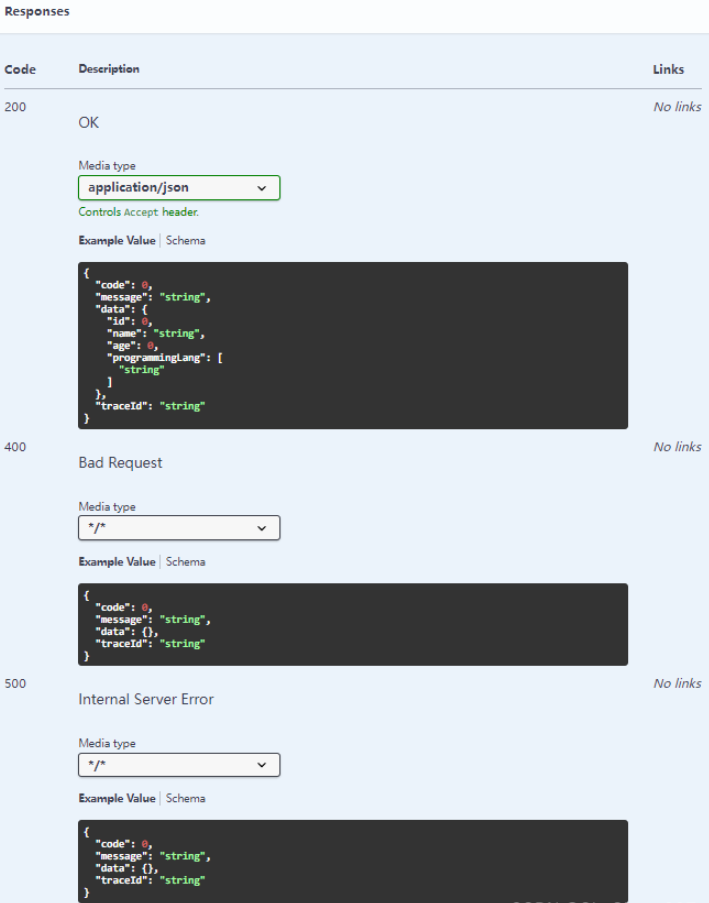 Responses
Code Description Links
200 OK No links
Media type
application/json
Controls Accept header.
Example Value | Schema
{
  "code": 0,
  "message": "string",
  "data": {
    "id": 0,
    "name": "string",
    "age": 0,
    "programmingLang": [
      "string"
    ]
  },
  "traceId": "string"
}
400 Bad Request No links
Media type
*/*
Example Value | Schema
{
  "code": 0,
  "message": "string",
  "data": {},
  "traceId": "string"
}
500 Internal Server Error No links
Media type
*/*
Example Value | Schema
{
  "code": 0,
  "message": "string",
  "data": {},
  "traceId": "string"
}